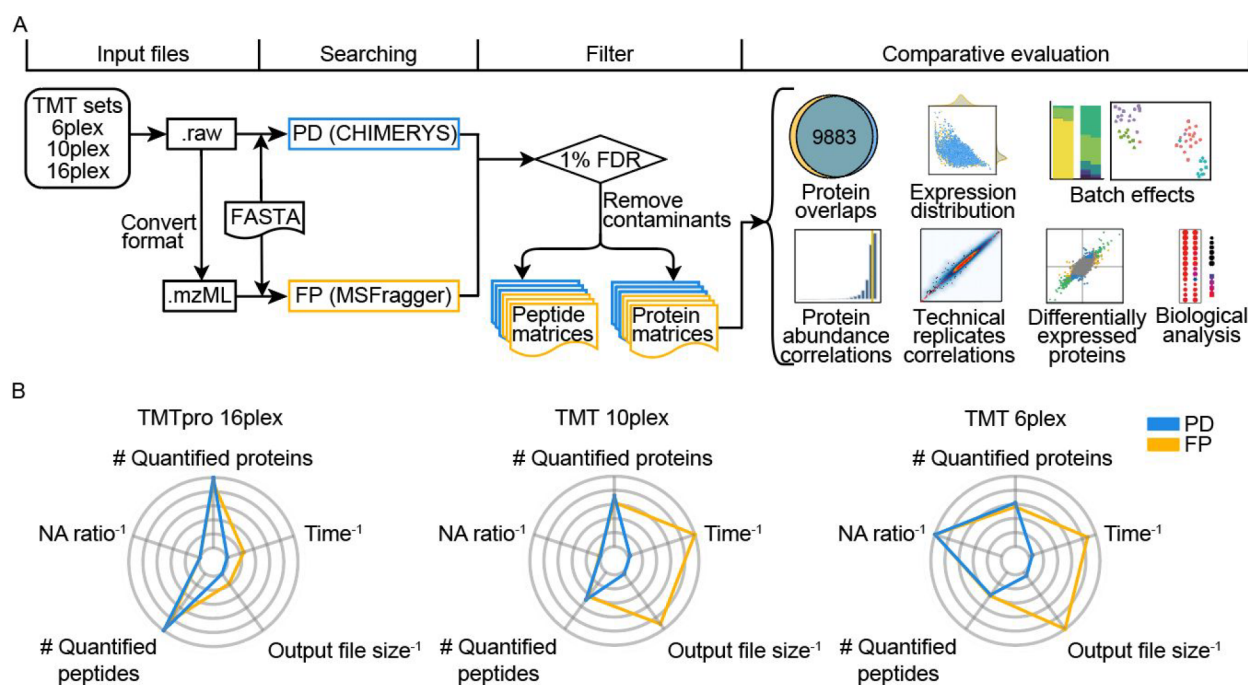 A
Input files
Searching
Filter
Comparative evaluation
TMT sets
6plex
10plex
16plex
.raw
Convert
format
.mzML
FASTA
PD (CHIMERYS)
FP (MSFragger)
1% FDR
Remove
contaminants
Peptide
matrices
Protein
matrices
9883
Protein
overlaps
Expression
distribution
Batch effects
Protein
abundance
correlations
Technical
replicates
correlations
Differentially
expressed
proteins
Biological
analysis
B
TMTpro 16plex
# Quantified proteins
NA ratio⁻¹
Time⁻¹
# Quantified
peptides
Output file size⁻¹
TMT 10plex
# Quantified proteins
NA ratio⁻¹
Time⁻¹
# Quantified
peptides
Output file size⁻¹
TMT 6plex
# Quantified proteins
NA ratio⁻¹
Time⁻¹
# Quantified
peptides
Output file size⁻¹
PD
FP